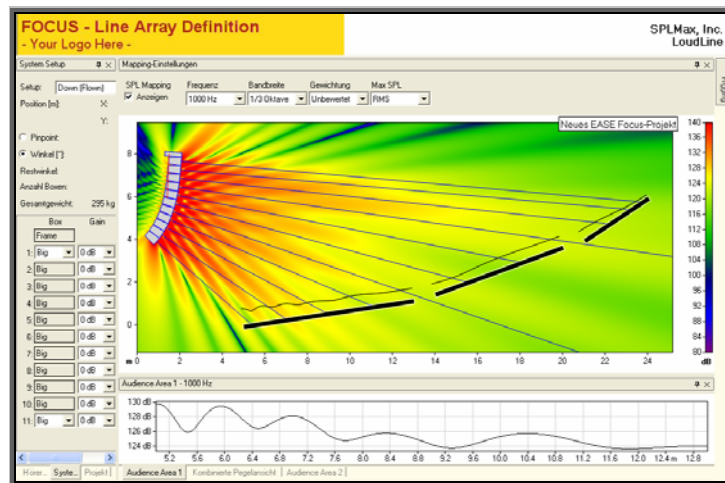 FOCUS - Line Array Definition
- Your Logo Here -
SPLMax, Inc.
LoudLine
System Setup
Mapping-Einstellungen
Setup: Down (Flown)
Position [m]: X:
Y:
Pinpoint:
Winkel [°]:
Restwinkel:
Anzahl Boxen:
Gesamtgewicht: 295 kg
Box Gain
Frame
1: Big 0 dB
2: Big 0 dB
3: Big 0 dB
4: Big 0 dB
5: Big 0 dB
6: Big 0 dB
7: Big 0 dB
8: Big 0 dB
9: Big 0 dB
10: Big 0 dB
11: Big 0 dB
Hörer... Syste... Projekt
SPL Mapping Frequenz Bandbreite Gewichtung Max SPL
Anzeigen 1000 Hz 1/3 Oktave Unbewertet RMS
Neues EASE Focus-Projekt
8
6
4
2
0
m 0 2 4 6 8 10 12 14 16 18 20 22 24
140
136
132
128
124
120
116
112
108
104
100
96
92
88
84
80
dB
Audience Area 1 - 1000 Hz
130 dB
128 dB
126 dB
124 dB
5.2 5.6 6.0 6.4 6.8 7.2 7.6 8.0 8.4 8.8 9.2 9.6 10.0 10.4 10.8 11.2 11.6 12.0 12.4 m 12.8
Audience Area 1 Kombinierte Pegelansicht Audience Area 2